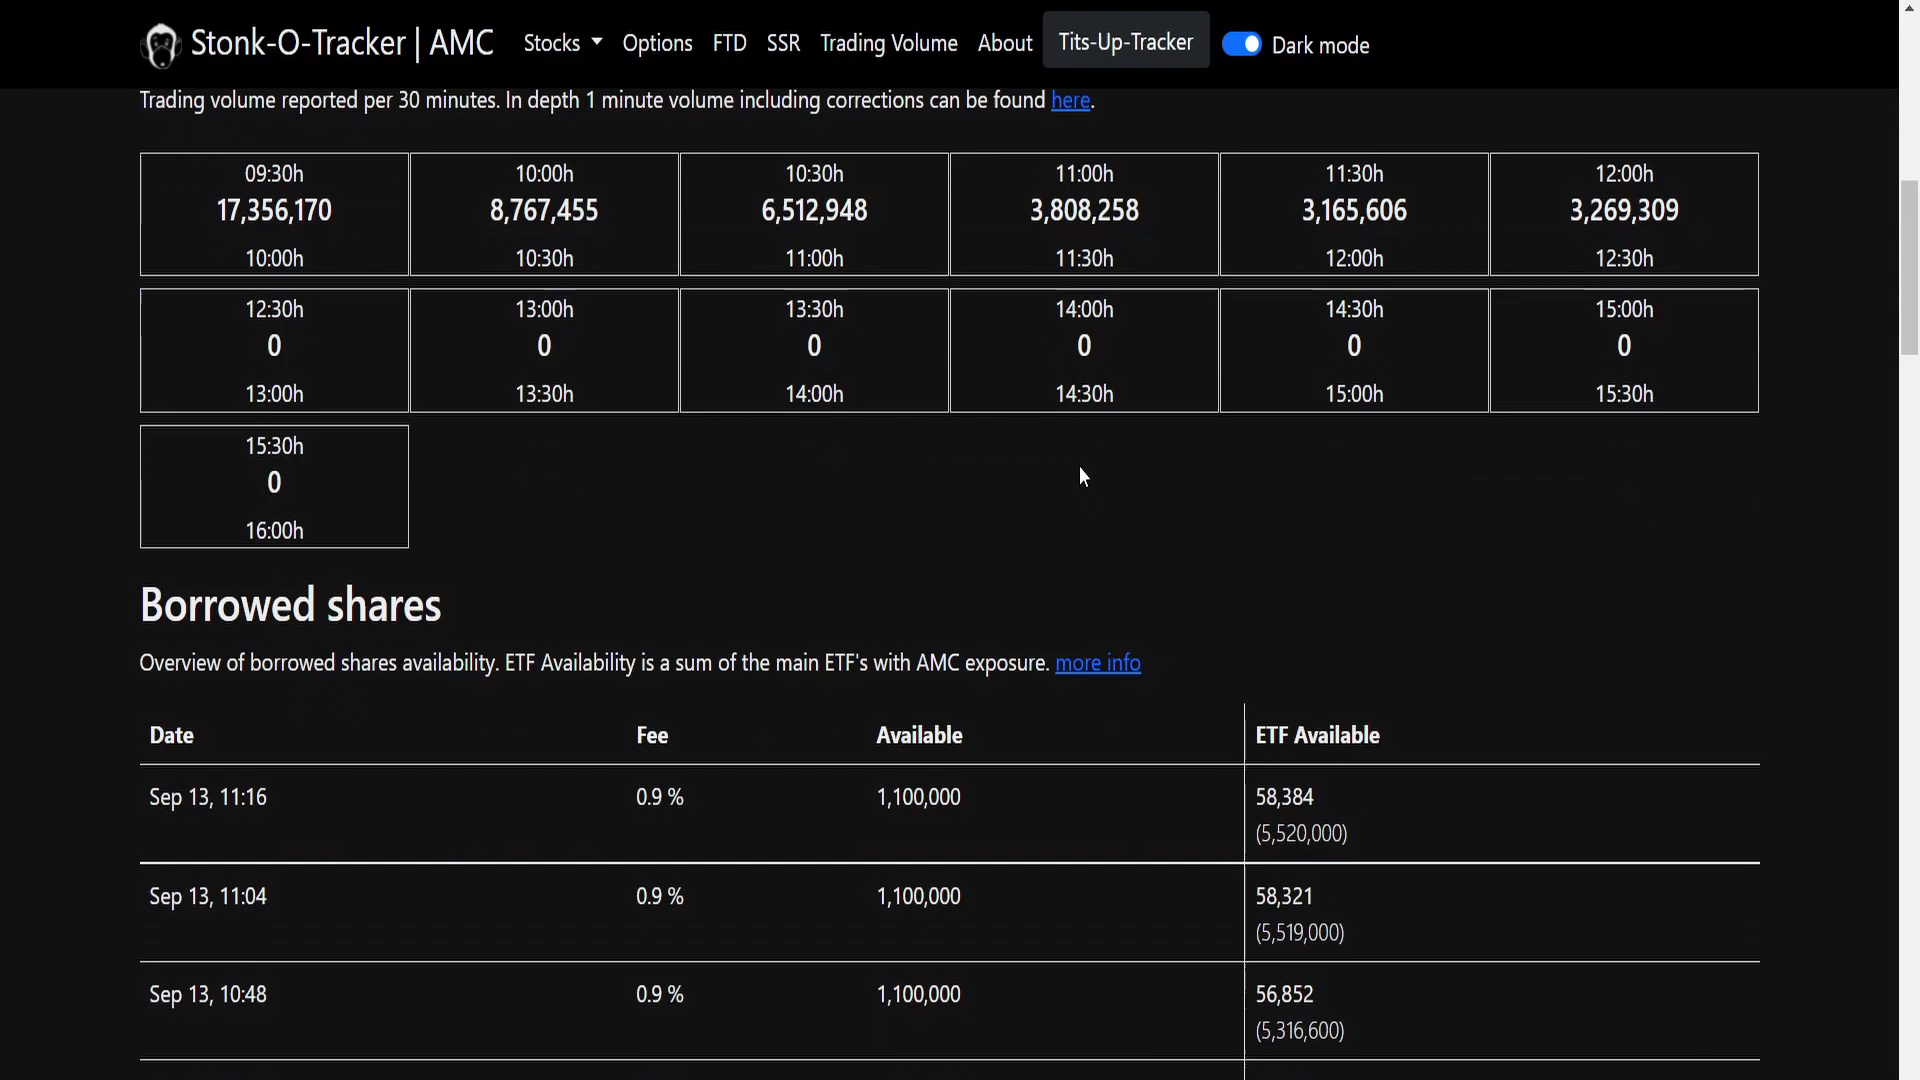 Stonk-O-Tracker | AMC Stocks Options FTD SSR Trading Volume About Tits-Up-Tracker Dark mode
Trading volume reported per 30 minutes. In depth 1 minute volume including corrections can be found here.
09:30h 10:00h 10:30h 11:00h 11:30h 12:00h
17,356,170 8,767,455 6,512,948 3,808,258 3,165,606 3,269,309
10:00h 10:30h 11:00h 11:30h 12:00h 12:30h
12:30h 13:00h 13:30h 14:00h 14:30h 15:00h
0 0 0 0 0 0
13:00h 13:30h 14:00h 14:30h 15:00h 15:30h
15:30h
0
16:00h
Borrowed shares
Overview of borrowed shares availability. ETF Availability is a sum of the main ETF's with AMC exposure. more info
Date Fee Available ETF Available
Sep 13, 11:16 0.9 % 1,100,000 58,384
(5,520,000)
Sep 13, 11:04 0.9 % 1,100,000 58,321
(5,519,000)
Sep 13, 10:48 0.9 % 1,100,000 56,852
(5,316,600)